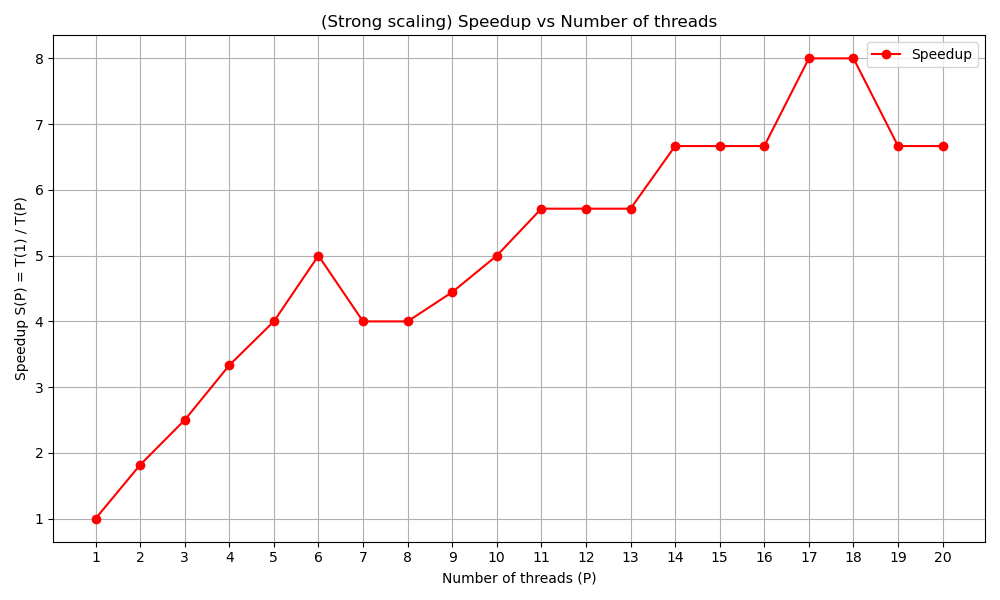 (Strong scaling) Speedup vs Number of threads
Speedup
Speedup S(P) = T(1) / T(P)
8
7
6
5
4
3
2
1
1 2 3 4 5 6 7 8 9 10 11 12 13 14 15 16 17 18 19 20
Number of threads (P)